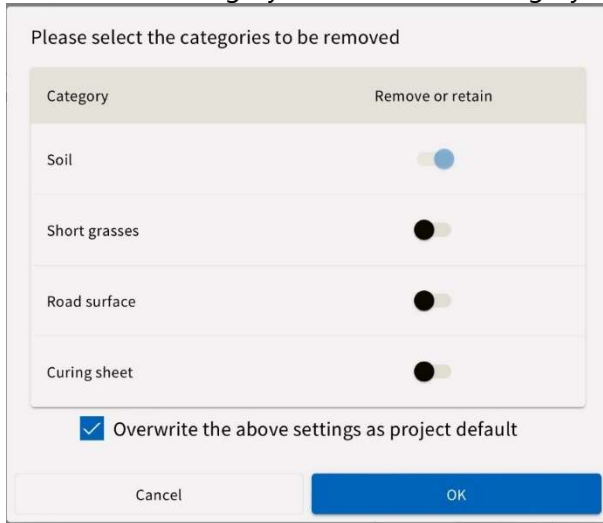 Please select the categories to be removed
Category Remove or retain
Soil
Short grasses
Road surface
Curing sheet
Overwrite the above settings as project default
Cancel OK